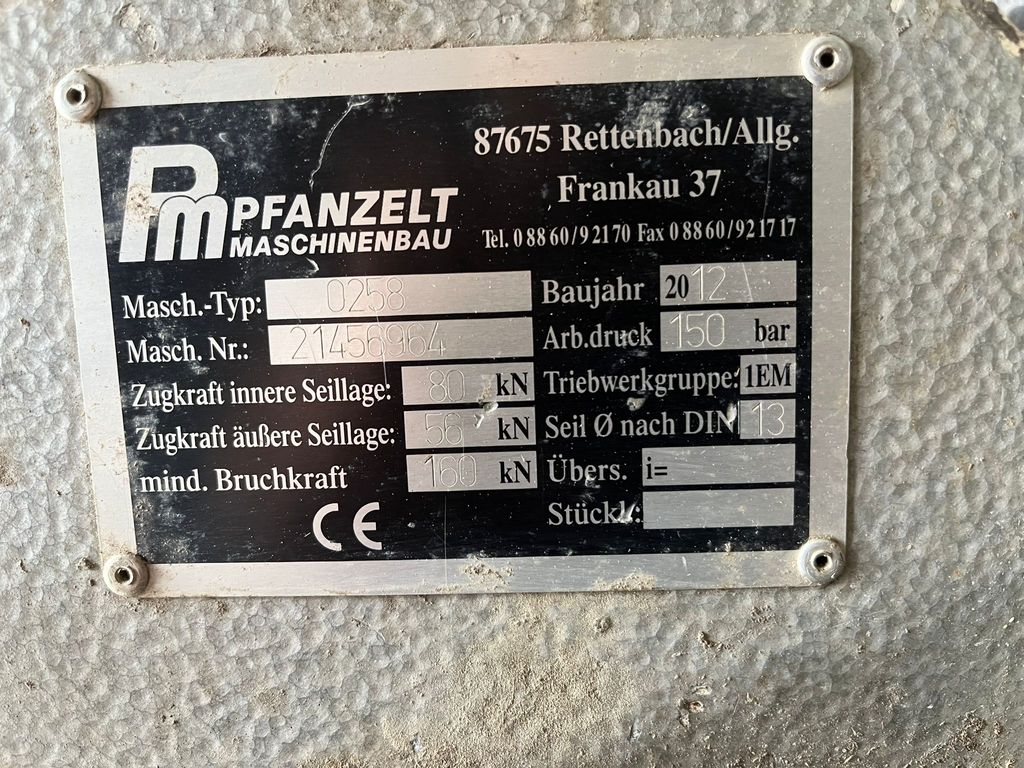 87675 Rettenbach/Allg.
Frankau 37
Tel. 0 88 60 / 9 21 70 Fax 0 88 60 / 9 217 17
Pm PFANZELT
MASCHINENBAU
Masch.-Typ: 0258
Masch. Nr.: 21456964
Zugkraft innere Seillage: 80 kN
Zugkraft äußere Seillage: 56 kN
mind. Bruchkraft 160 kN
CE
Baujahr 2012
Arb.druck 150 bar
Triebwerkgruppe: 1EM
Seil Ø nach DIN 13
Übers. i=
Stückl.: